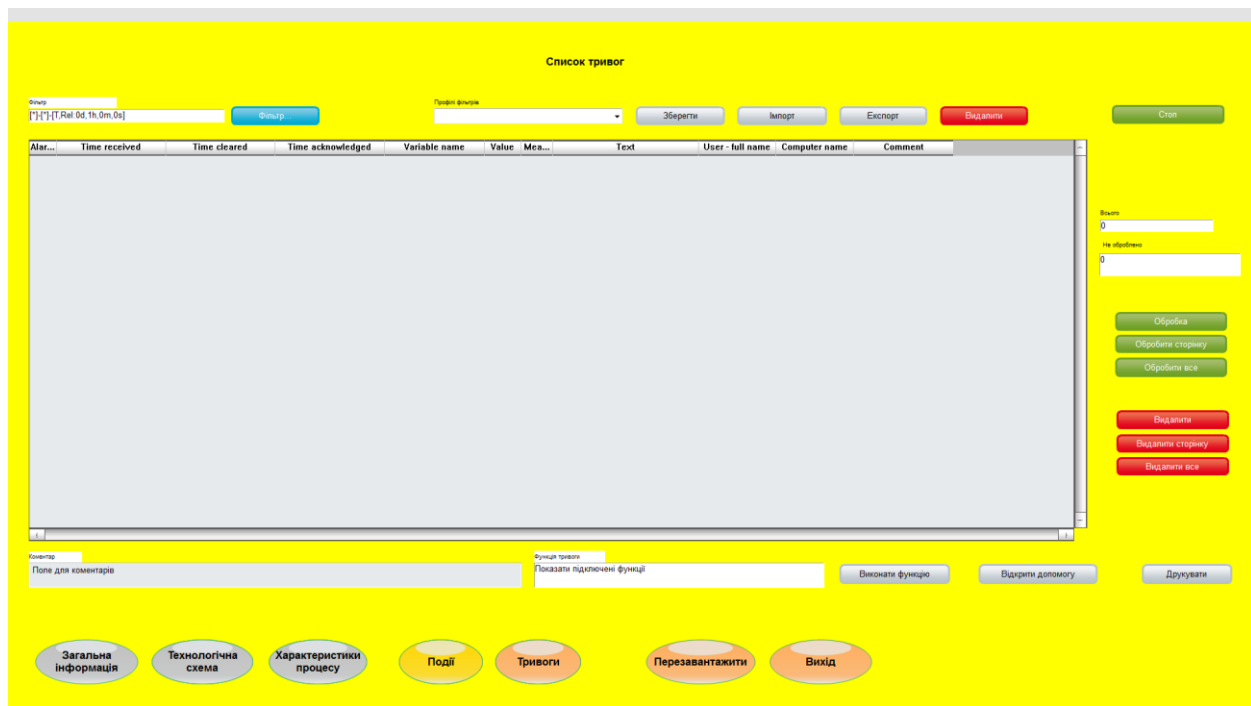 Список тривог
Фільтр
Профілі фільтрів
[*]-[*]-[T,Rel:0d,1h,0m,0s]
Фільтр...
Зберегти
Імпорт
Експорт
Видалити
Стоп
Alar... Time received Time cleared Time acknowledged Variable name Value Mea... Text User - full name Computer name Comment
Всього
0
Не оброблено
0
Обробка
Обробити сторінку
Обробити все
Видалити
Видалити сторінку
Видалити все
Коментар
Поле для коментарів
Функція тривоги
Показати підключені функції
Виконати функцію
Відкрити допомогу
Друкувати
Загальна
інформація
Технологічна
схема
Характеристики
процесу
Події
Тривоги
Перезавантажити
Вихід